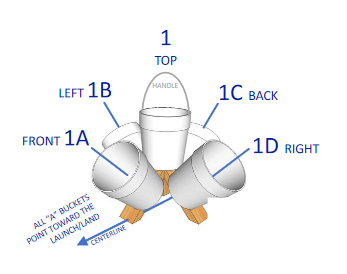 1
TOP
HANDLE
LEFT 1B
1C BACK
FRONT 1A
1D RIGHT
ALL "A" BUCKETS
POINT TOWARD THE
LAUNCH/LAND
CENTERLINE